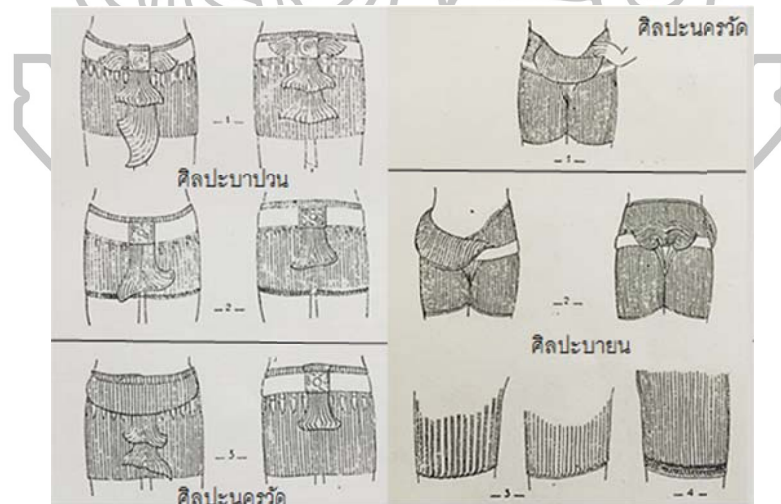 ศิลปะนครวัด
— 1 —
— 1 —
ศิลปะบาปวน
— 2 —
— 2 —
ศิลปะบายน
— 3 —
ศิลปะนครวัด
— 3 —
— 4 —